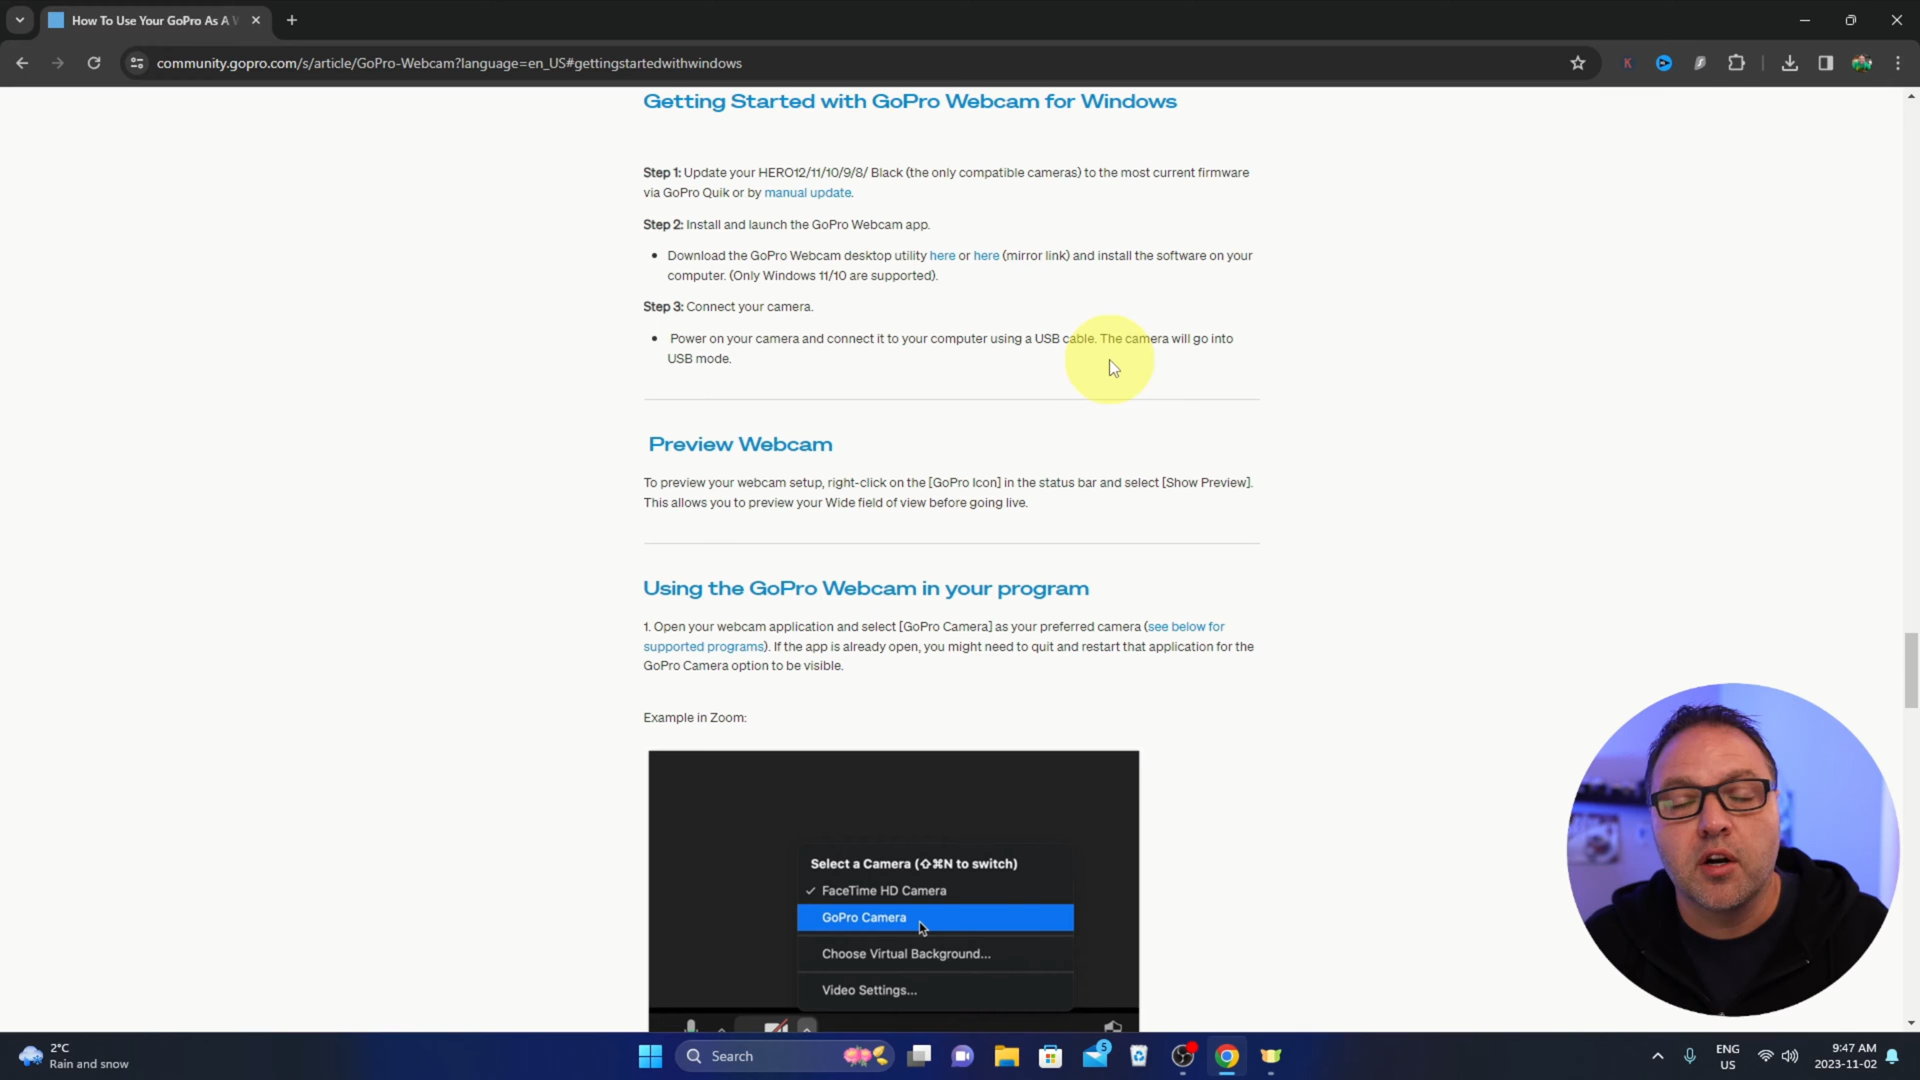 How To Use Your GoPro As A W
community.gopro.com/s/article/GoPro-Webcam?language=en_US#gettingstartedwithwindows
K
Getting Started with GoPro Webcam for Windows
Step 1: Update your HERO12/11/10/9/8/ Black (the only compatible cameras) to the most current firmware
via GoPro Quik or by manual update.
Step 2: Install and launch the GoPro Webcam app.
• Download the GoPro Webcam desktop utility here or here (mirror link) and install the software on your
computer. (Only Windows 11/10 are supported).
Step 3: Connect your camera.
• Power on your camera and connect it to your computer using a USB cable. The camera will go into
USB mode.
Preview Webcam
To preview your webcam setup, right-click on the [GoPro Icon] in the status bar and select [Show Preview].
This allows you to preview your Wide field of view before going live.
Using the GoPro Webcam in your program
1. Open your webcam application and select [GoPro Camera] as your preferred camera (see below for
supported programs). If the app is already open, you might need to quit and restart that application for the
GoPro Camera option to be visible.
Example in Zoom:
Select a Camera (⇧⌘N to switch)
✓ FaceTime HD Camera
GoPro Camera
Choose Virtual Background...
Video Settings...
2°C
Rain and snow
Search
5
ENG
US
9:47 AM
2023-11-02